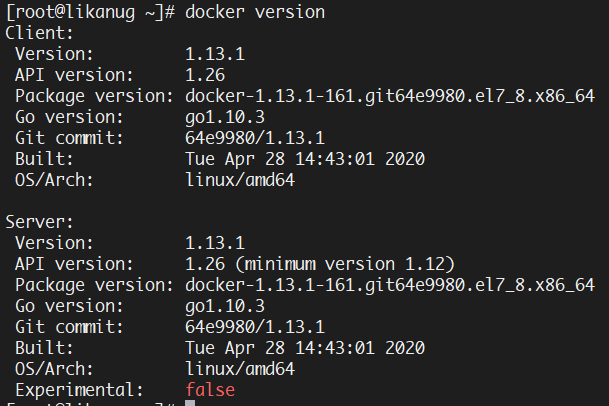 [root@likanug ~]# docker version
Client:
 Version:         1.13.1
 API version:     1.26
 Package version: docker-1.13.1-161.git64e9980.el7_8.x86_64
 Go version:      go1.10.3
 Git commit:      64e9980/1.13.1
 Built:           Tue Apr 28 14:43:01 2020
 OS/Arch:         linux/amd64

Server:
 Version:         1.13.1
 API version:     1.26 (minimum version 1.12)
 Package version: docker-1.13.1-161.git64e9980.el7_8.x86_64
 Go version:      go1.10.3
 Git commit:      64e9980/1.13.1
 Built:           Tue Apr 28 14:43:01 2020
 OS/Arch:         linux/amd64
 Experimental:    false
[root@likanug ~]#